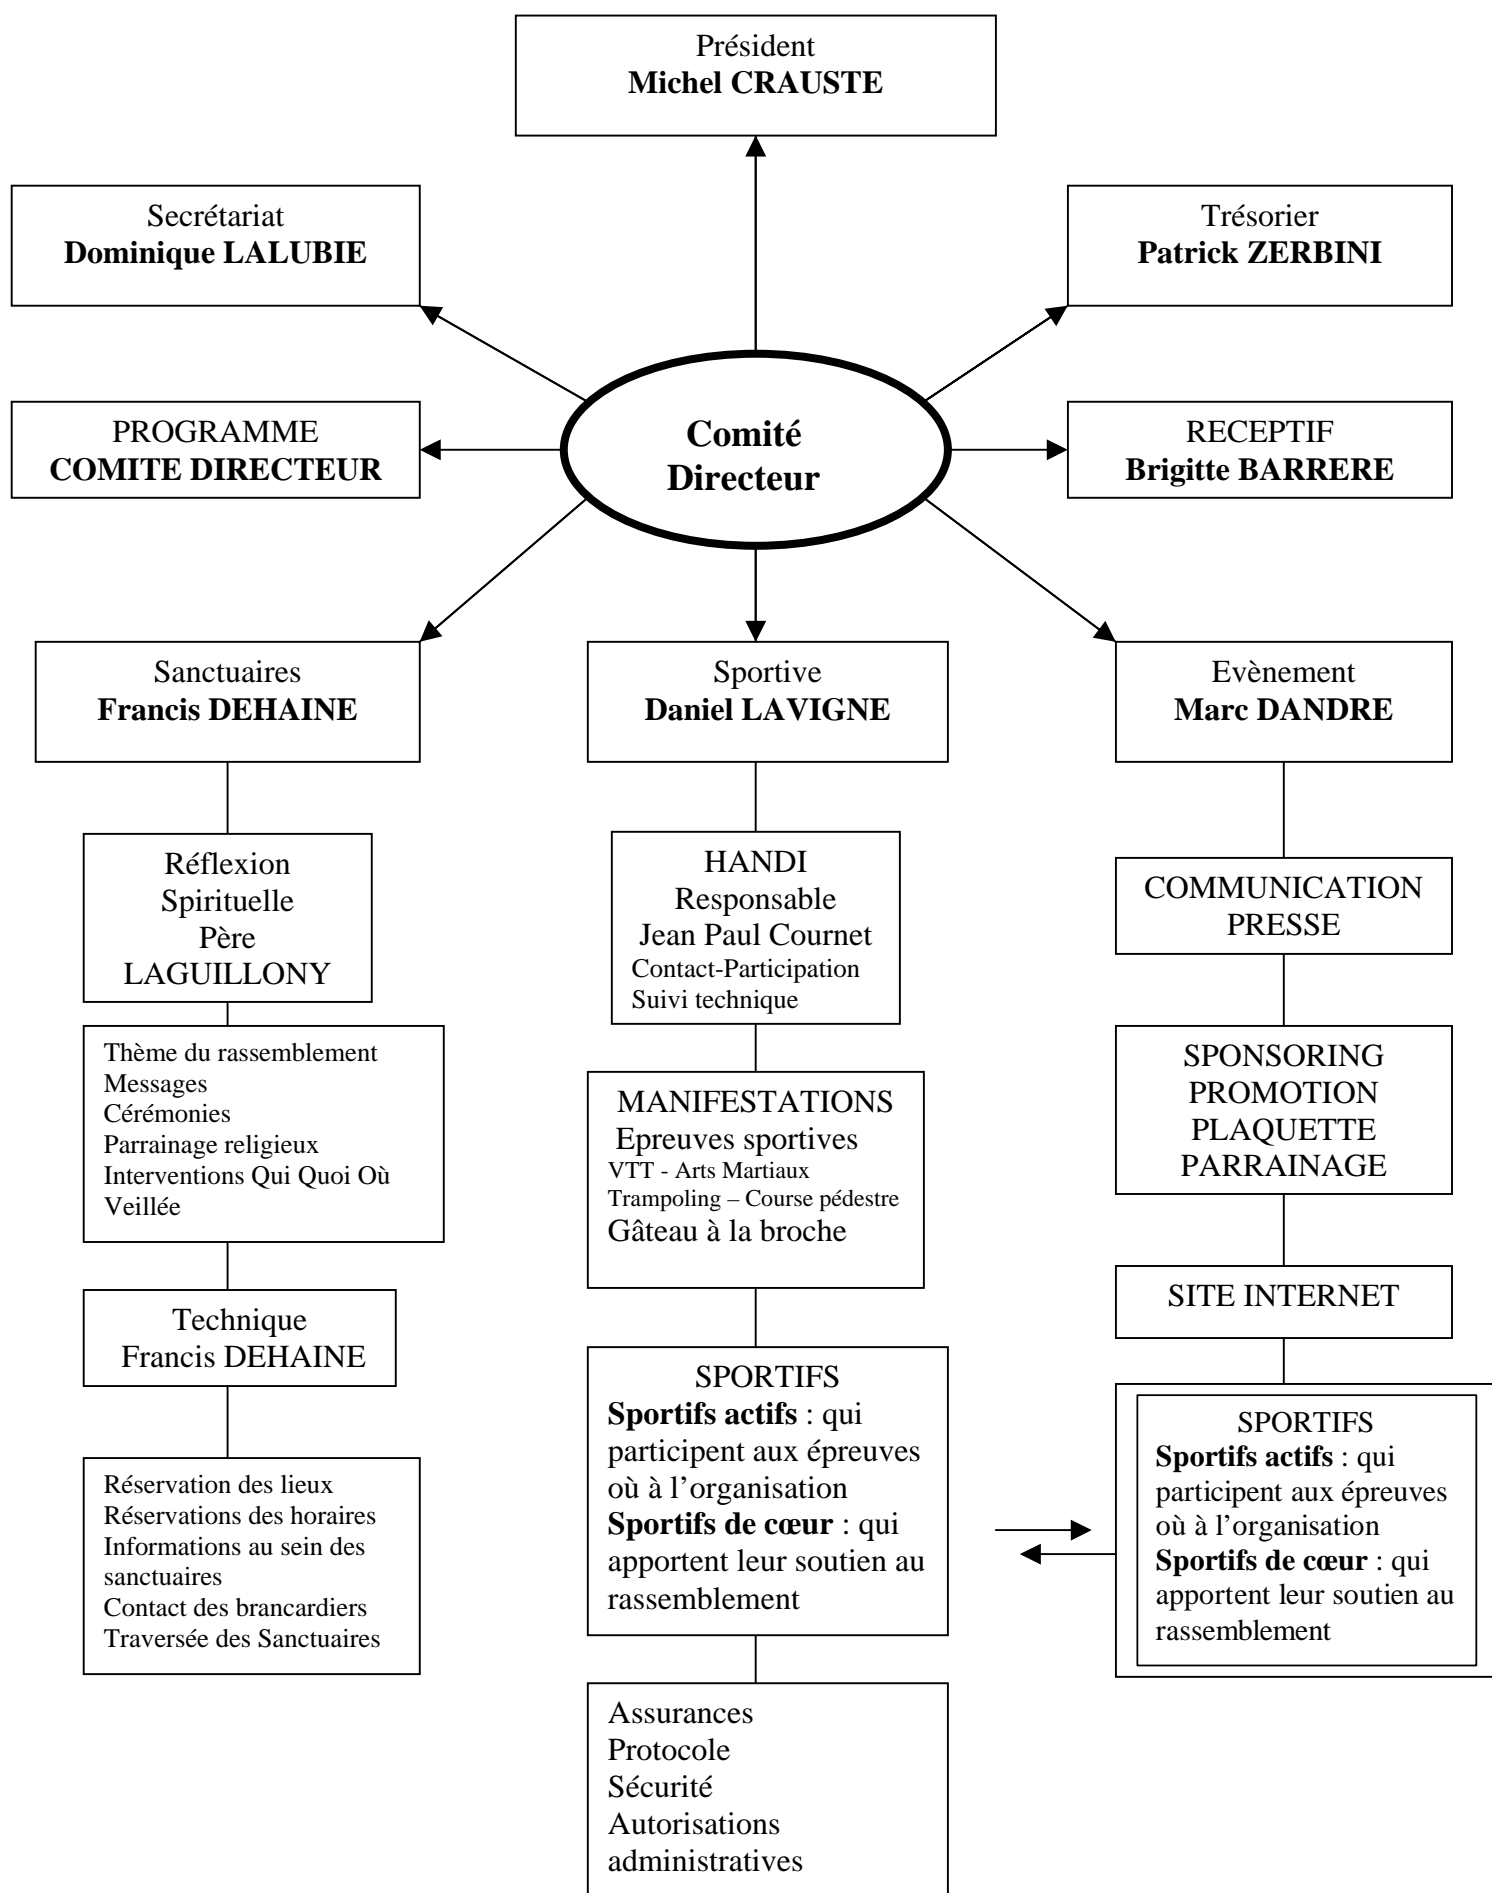 Président
Michel CRAUSTE
Secrétariat
Dominique LALUBIE
Trésorier
Patrick ZERBINI
Comité
Directeur
PROGRAMME
COMITE DIRECTEUR
RECEPTIF
Brigitte BARRERE
Sanctuaires
Francis DEHAINE
Sportive
Daniel LAVIGNE
Evènement
Marc DANDRE
Réflexion
Spirituelle
Père
LAGUILLONY
Thème du rassemblement
Messages
Cérémonies
Parrainage religieux
Interventions Qui Quoi Où
Veillée
Technique
Francis DEHAINE
Réservation des lieux
Réservations des horaires
Informations au sein des
sanctuaires
Contact des brancardiers
Traversée des Sanctuaires
HANDI
Responsable
Jean Paul Cournet
Contact-Participation
Suivi technique
MANIFESTATIONS
Epreuves sportives
VTT - Arts Martiaux
Trampoling – Course pédestre
Gâteau à la broche
SPORTIFS
Sportifs actifs : qui
participent aux épreuves
où à l’organisation
Sportifs de cœur : qui
apportent leur soutien au
rassemblement
Assurances
Protocole
Sécurité
Autorisations
administratives
COMMUNICATION
PRESSE
SPONSORING
PROMOTION
PLAQUETTE
PARRAINAGE
SITE INTERNET
SPORTIFS
Sportifs actifs : qui
participent aux épreuves
où à l’organisation
Sportifs de cœur : qui
apportent leur soutien au
rassemblement